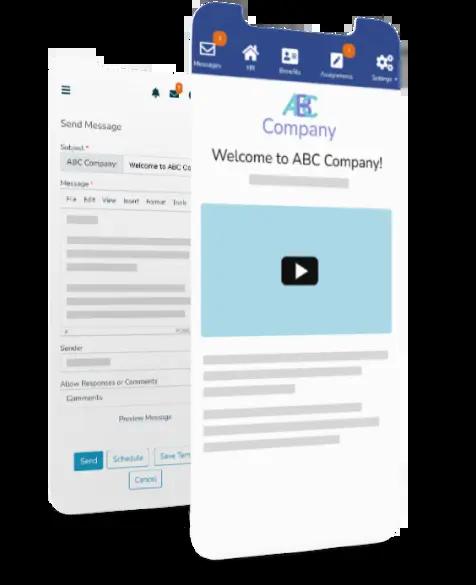 Send Message
Subject *
ABC Company
Welcome to ABC Co
Message *
File Edit View Insert Format Tools
Sender
Allow Responses or Comments
Comments
Preview Message
Send
Schedule
Cancel
Messages
HR
Benefits
Assignments
Settings
ABC
Company
Welcome to ABC Company!